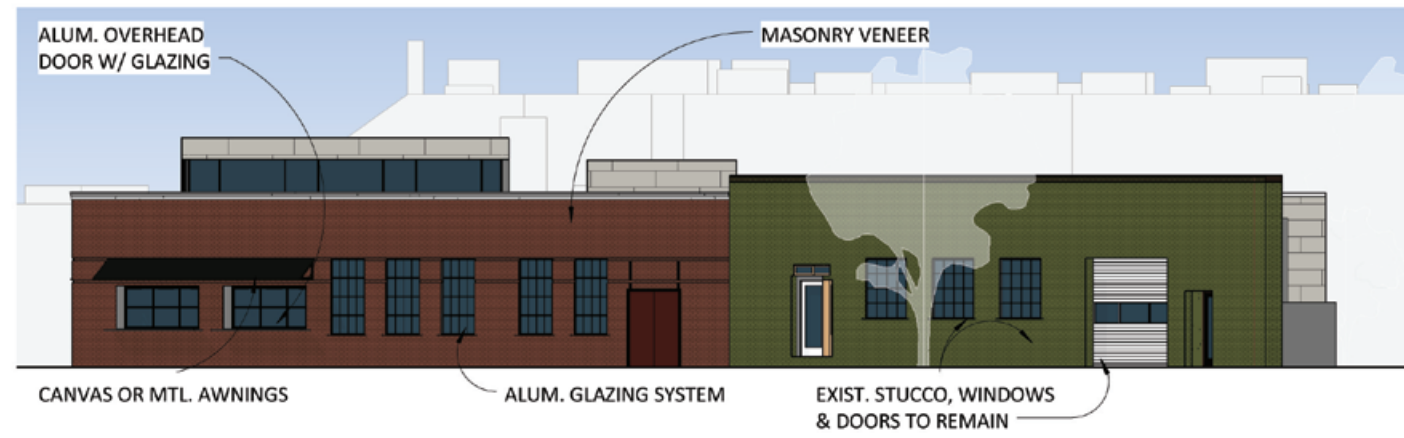 ALUM. OVERHEAD
DOOR W/ GLAZING
MASONRY VENEER
CANVAS OR MTL. AWNINGS
ALUM. GLAZING SYSTEM
EXIST. STUCCO, WINDOWS
& DOORS TO REMAIN